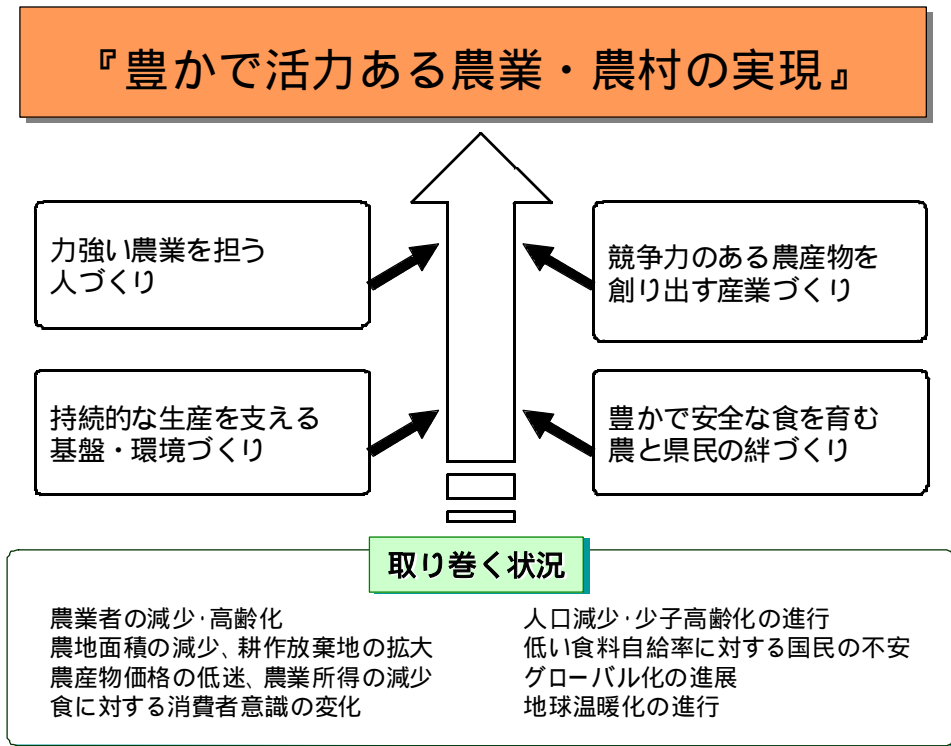 『豊かで活力ある農業・農村の実現』
力強い農業を担う
人づくり
競争力のある農産物を
創り出す産業づくり
持続的な生産を支える
基盤・環境づくり
豊かで安全な食を育む
農と県民の絆づくり
取り巻く状況
農業者の減少・高齢化
農地面積の減少、耕作放棄地の拡大
農産物価格の低迷、農業所得の減少
食に対する消費者意識の変化
人口減少・少子高齢化の進行
低い食料自給率に対する国民の不安
グローバル化の進展
地球温暖化の進行